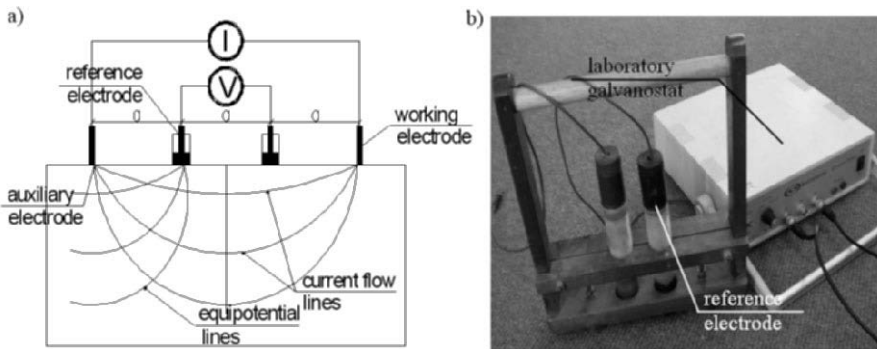 a)
I
reference
electrode
V
a
a
a
working
electrode
auxiliary
electrode
current flow
lines
equipotential
lines
b)
laboratory
galvanostat
reference
electrode